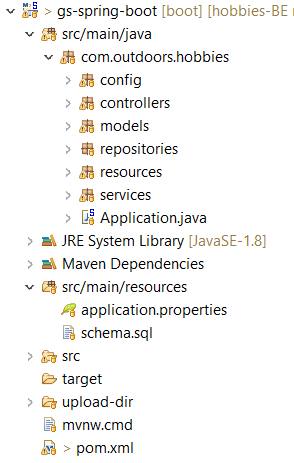 > gs-spring-boot [boot] [hobbies-BE
src/main/java
com.outdoors.hobbies
config
controllers
models
repositories
resources
services
Application.java
JRE System Library [JavaSE-1.8]
Maven Dependencies
src/main/resources
application.properties
schema.sql
src
target
upload-dir
mvnw.cmd
> pom.xml